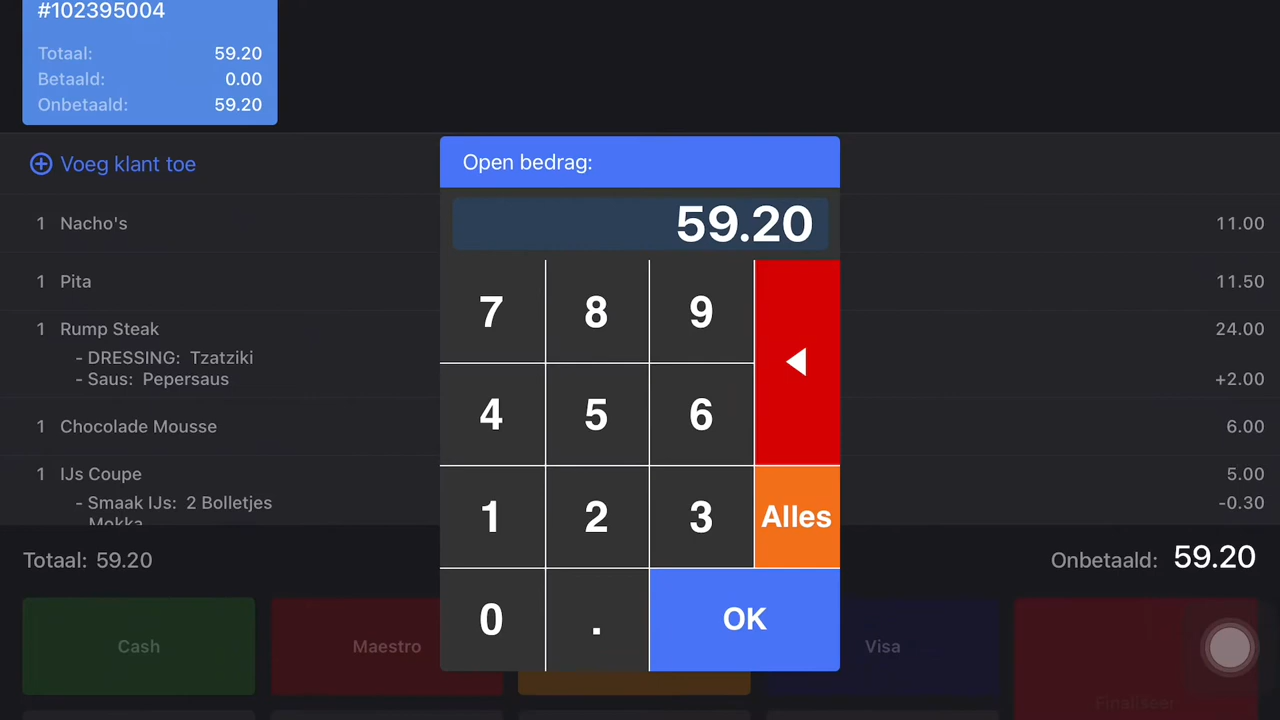 #102395004
Totaal: 59.20
Betaald: 0.00
Onbetaald: 59.20
Voeg klant toe
Open bedrag:
59.20
1 Nacho's 11.00
1 Pita 11.50
1 Rump Steak 24.00
- DRESSING: Tzatziki
- Saus: Pepersaus +2.00
1 Chocolade Mousse 6.00
1 IJs Coupe 5.00
- Smaak IJs: 2 Bolletjes -0.30
Mokka
7 8 9
4 5 6
1 2 3 Alles
0 . OK
Totaal: 59.20
Onbetaald: 59.20
Cash
Maestro
Visa
Finaliseer